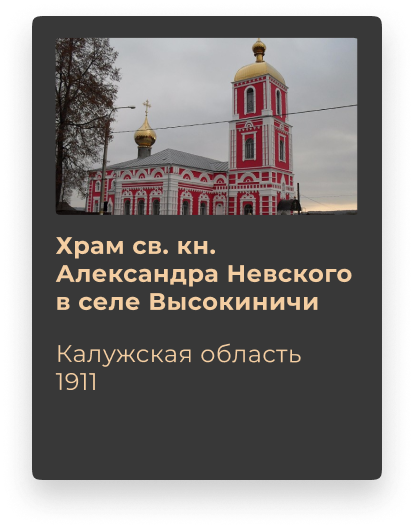 Храм св. кн.
Александра Невского
в селе Высокиничи
Калужская область
1911